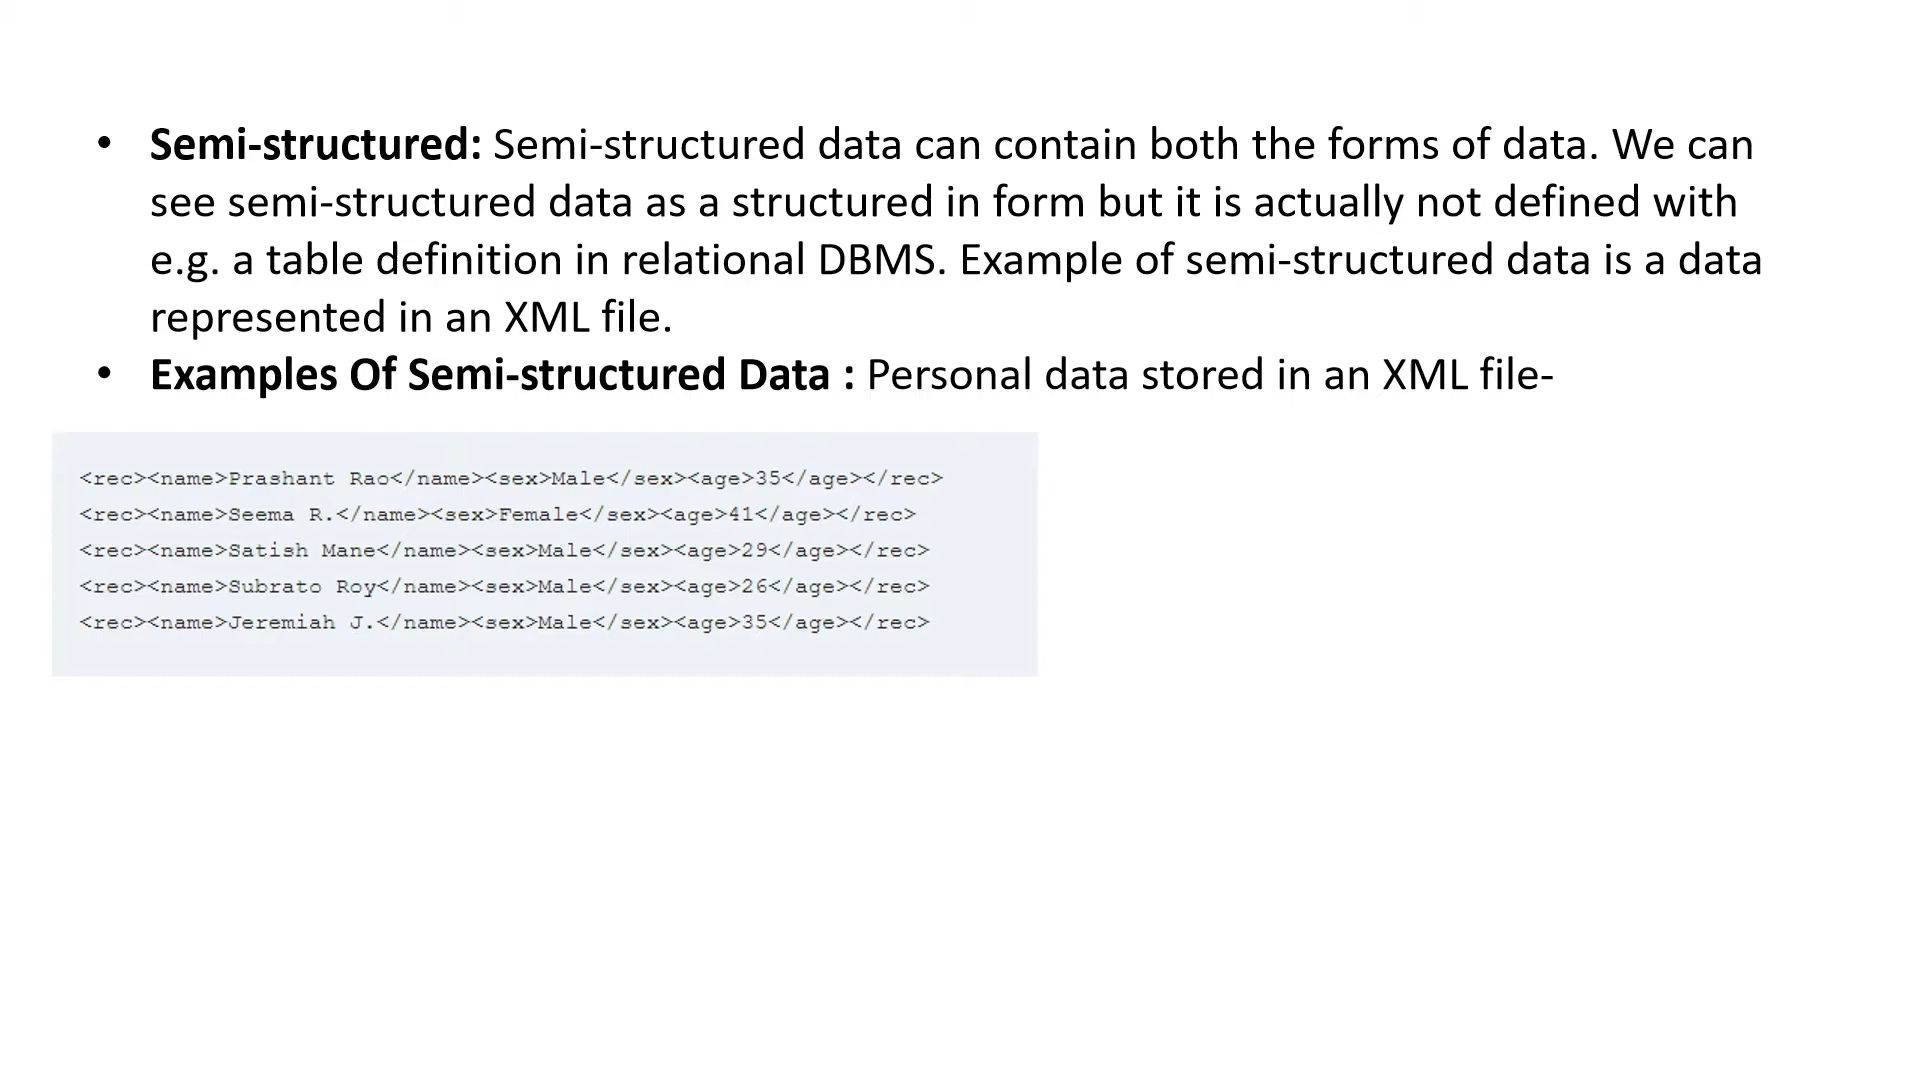 • Semi-structured: Semi-structured data can contain both the forms of data. We can
see semi-structured data as a structured in form but it is actually not defined with
e.g. a table definition in relational DBMS. Example of semi-structured data is a data
represented in an XML file.
• Examples Of Semi-structured Data : Personal data stored in an XML file-
<rec><name>Prashant Rao</name><sex>Male</sex><age>35</age></rec>
<rec><name>Seema R.</name><sex>Female</sex><age>41</age></rec>
<rec><name>Satish Mane</name><sex>Male</sex><age>29</age></rec>
<rec><name>Subrato Roy</name><sex>Male</sex><age>26</age></rec>
<rec><name>Jeremiah J.</name><sex>Male</sex><age>35</age></rec>